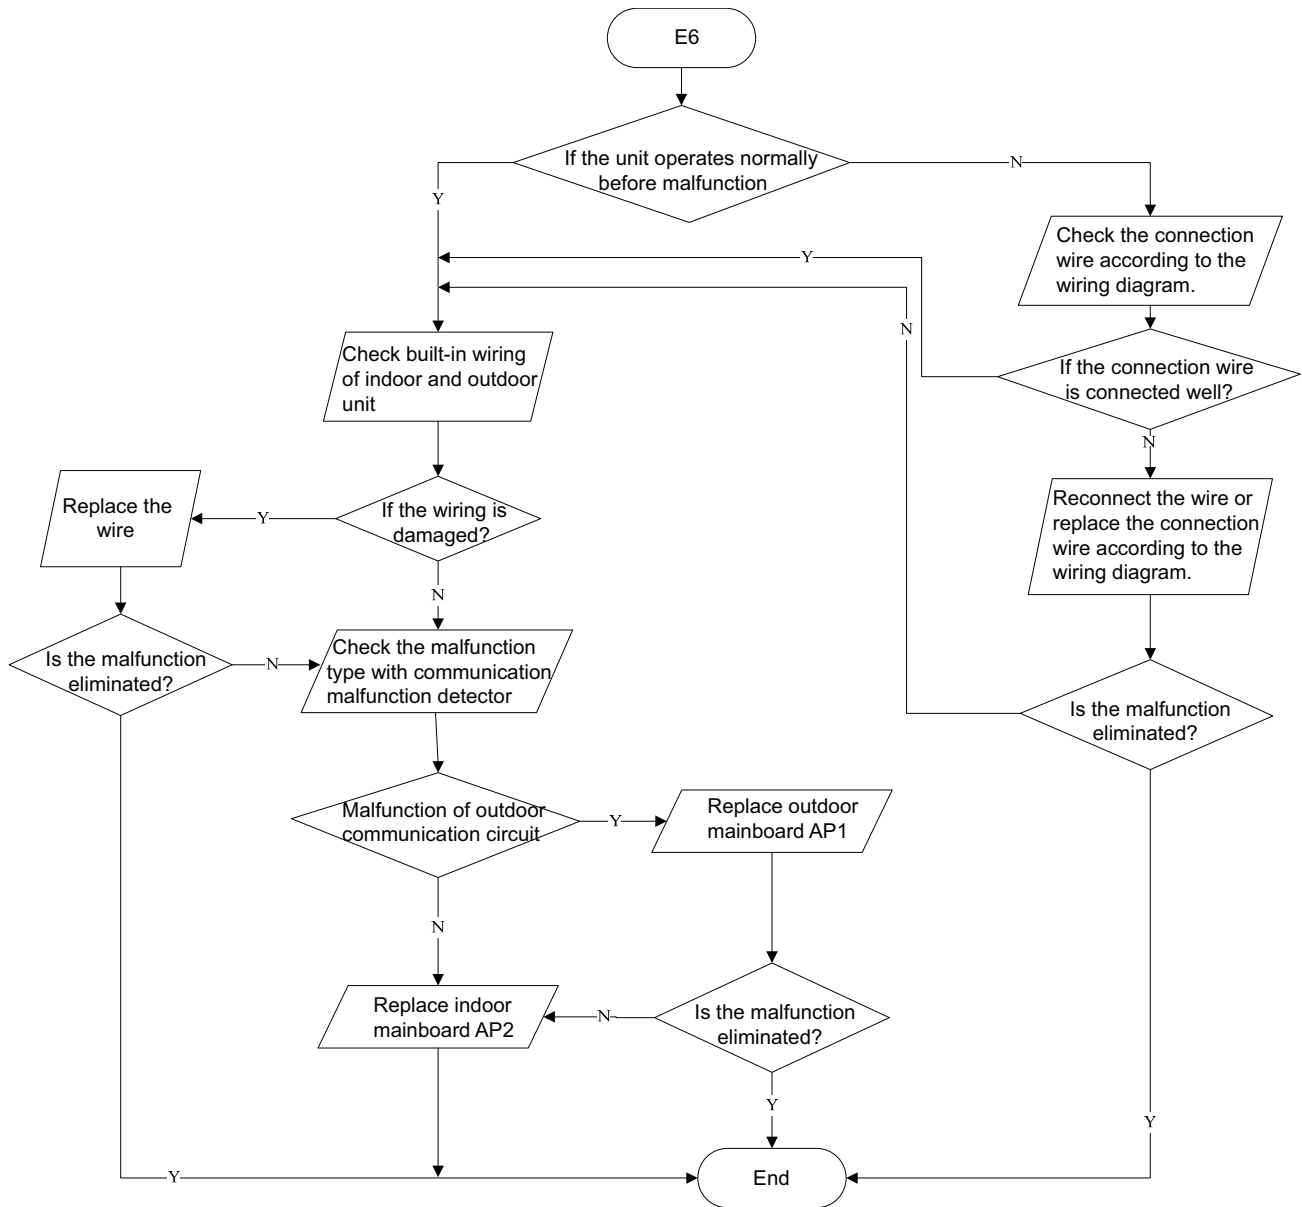 E6
If the unit operates normally
before malfunction
N
Y
Check the connection
wire according to the
wiring diagram.
Y
N
Check built-in wiring
of indoor and outdoor
unit
If the connection wire
is connected well?
N
Replace the
wire
Y
If the wiring is
damaged?
Reconnect the wire or
replace the connection
wire according to the
wiring diagram.
N
Is the malfunction
eliminated?
N
Check the malfunction
type with communication
malfunction detector
Is the malfunction
eliminated?
Malfunction of outdoor
communication circuit
Y
Replace outdoor
mainboard AP1
N
Replace indoor
mainboard AP2
N
Is the malfunction
eliminated?
Y
Y
Y
End